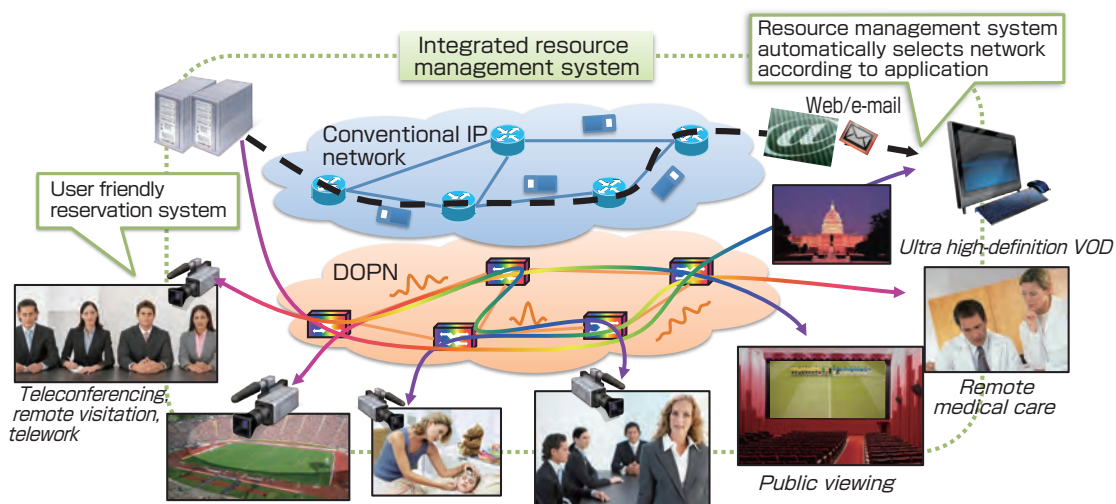 Integrated resource
management system
Resource management system
automatically selects network
according to application
Web/e-mail
Conventional IP
network
User friendly
reservation system
Ultra high-definition VOD
DOPN
Teleconferencing,
remote visitation,
telework
Remote
medical care
Public viewing